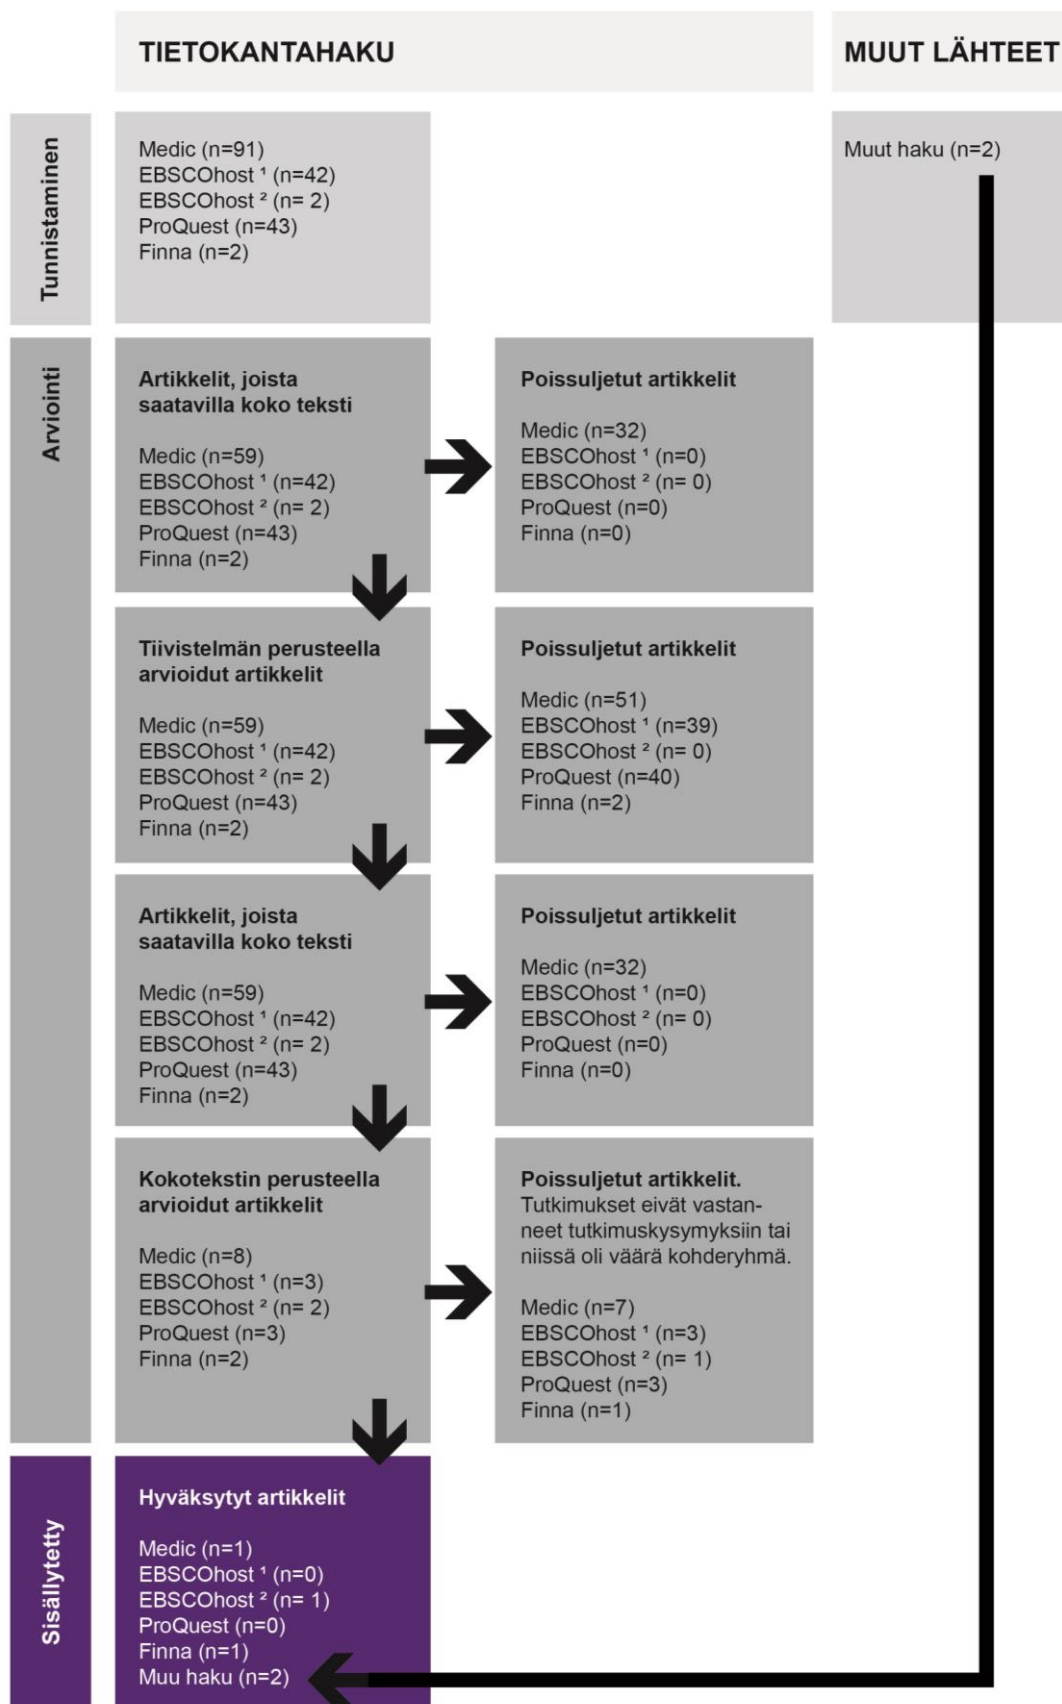 TIETOKANTAHAKU
MUUT LÄHTEET
Tunnistaminen
Medic (n=91)
EBSCOhost ¹ (n=42)
EBSCOhost ² (n= 2)
ProQuest (n=43)
Finna (n=2)
Muut haku (n=2)
Arviointi
Artikkelit, joista
saatavilla koko teksti
Medic (n=59)
EBSCOhost ¹ (n=42)
EBSCOhost ² (n= 2)
ProQuest (n=43)
Finna (n=2)
Poissuljetut artikkelit
Medic (n=32)
EBSCOhost ¹ (n=0)
EBSCOhost ² (n= 0)
ProQuest (n=0)
Finna (n=0)
Tiivistelmän perusteella
arvioidut artikkelit
Medic (n=59)
EBSCOhost ¹ (n=42)
EBSCOhost ² (n= 2)
ProQuest (n=43)
Finna (n=2)
Poissuljetut artikkelit
Medic (n=51)
EBSCOhost ¹ (n=39)
EBSCOhost ² (n= 0)
ProQuest (n=40)
Finna (n=2)
Artikkelit, joista
saatavilla koko teksti
Medic (n=59)
EBSCOhost ¹ (n=42)
EBSCOhost ² (n= 2)
ProQuest (n=43)
Finna (n=2)
Poissuljetut artikkelit
Medic (n=32)
EBSCOhost ¹ (n=0)
EBSCOhost ² (n= 0)
ProQuest (n=0)
Finna (n=0)
Kokotekstin perusteella
arvioidut artikkelit
Medic (n=8)
EBSCOhost ¹ (n=3)
EBSCOhost ² (n= 2)
ProQuest (n=3)
Finna (n=2)
Poissuljetut artikkelit.
Tutkimukset eivät vastan-
neet tutkimuskysymyksiin tai
niissä oli väärä kohderyhmä.
Medic (n=7)
EBSCOhost ¹ (n=3)
EBSCOhost ² (n= 1)
ProQuest (n=3)
Finna (n=1)
Sisällytetty
Hyväksytyt artikkelit
Medic (n=1)
EBSCOhost ¹ (n=0)
EBSCOhost ² (n= 1)
ProQuest (n=0)
Finna (n=1)
Muu haku (n=2)